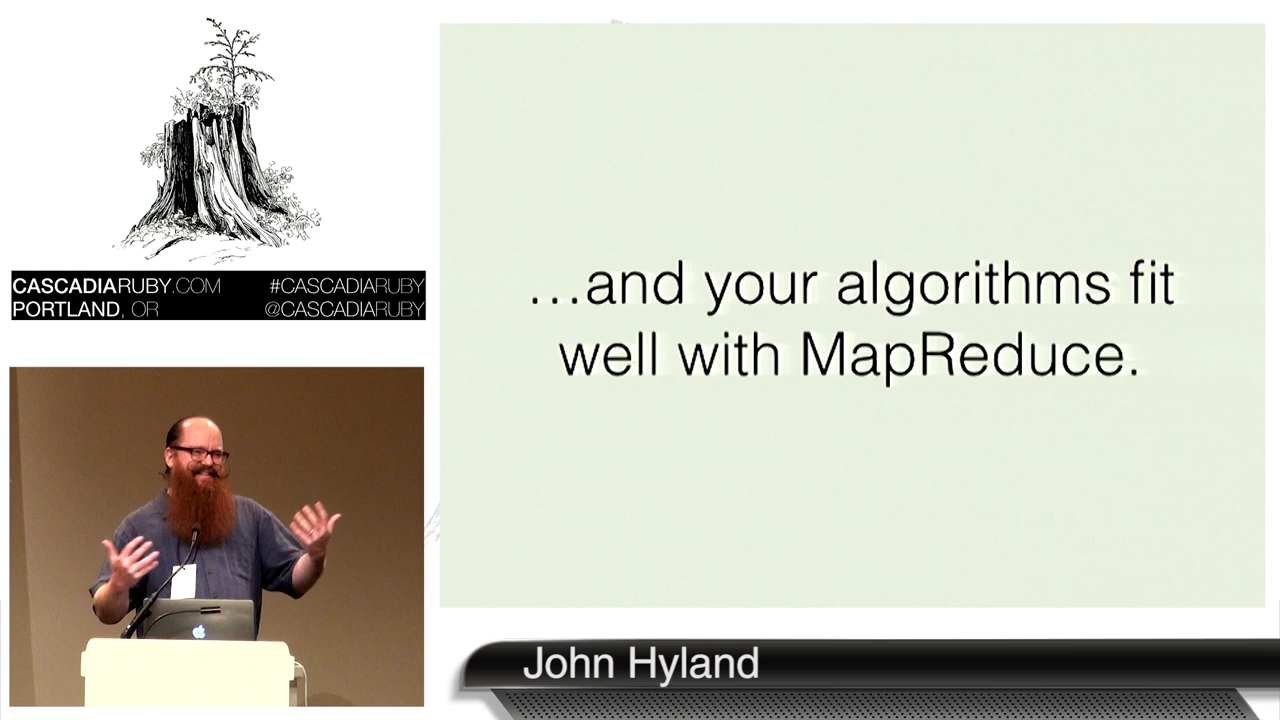 CASCADIARUBY.COM #CASCADIARUBY
PORTLAND, OR @CASCADIARUBY
…and your algorithms fit
well with MapReduce.
John Hyland